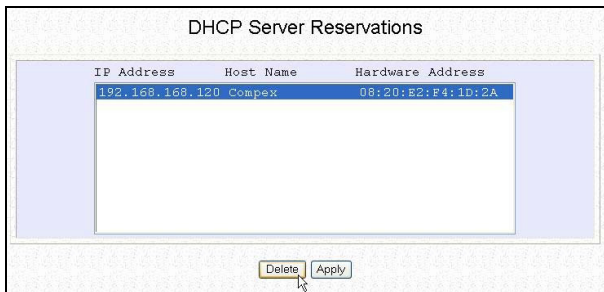 DHCP Server Reservations
IP Address Host Name Hardware Address
192.168.168.120 Compex 08:20:E2:F4:1D:2A
Delete Apply